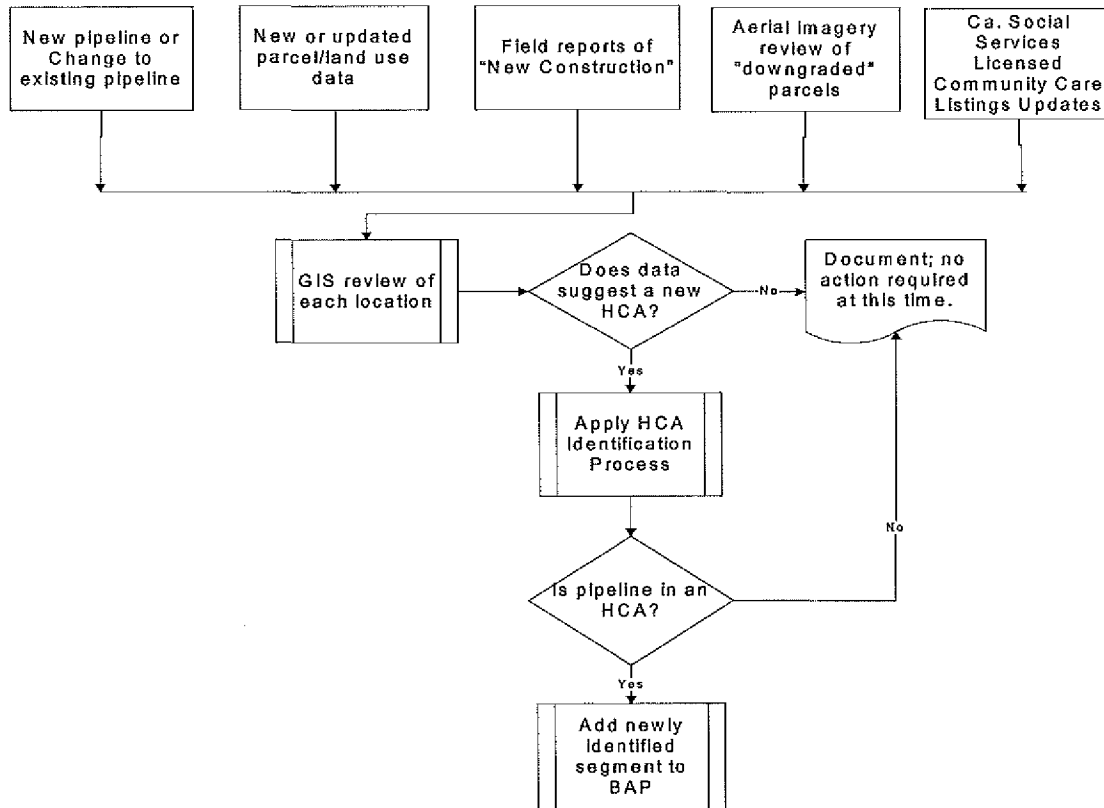 New pipeline or
Change to
existing pipeline
New or updated
parcel/land use
data
Field reports of
"New Construction"
Aerial imagery
review of
"downgraded"
parcels
Ca. Social
Services
Licensed
Community Care
Listings Updates
GIS review of
each location
Does data
suggest a new
HCA?
No
Document; no
action required
at this time.
Yes
Apply HCA
Identification
Process
No
Is pipeline in an
HCA?
Yes
Add newly
identified
segment to
BAP